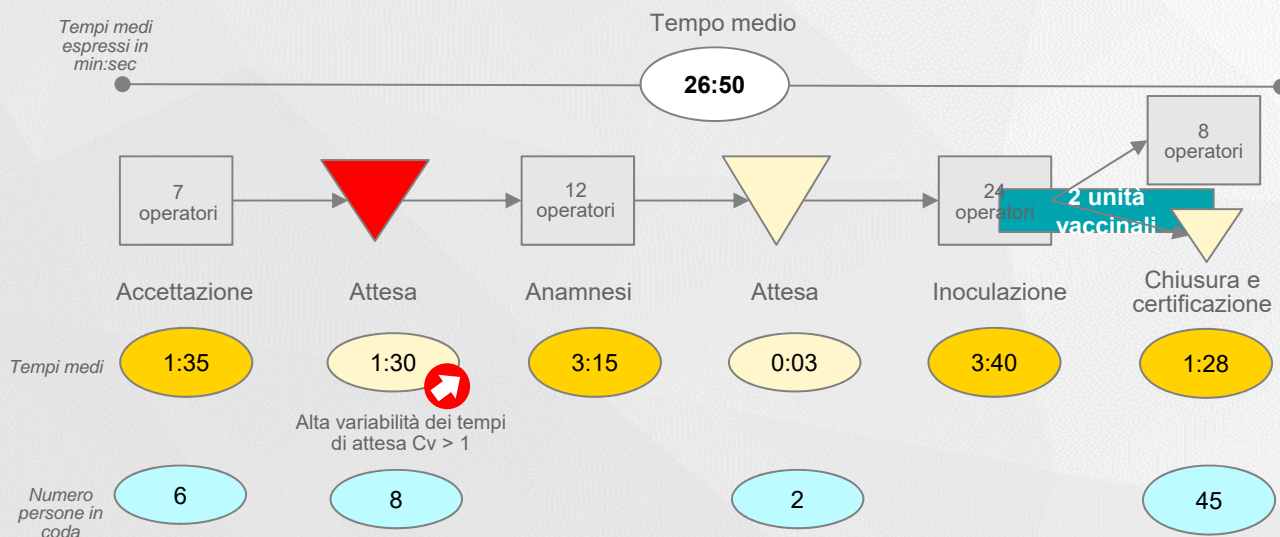 Tempi medi
espressi in
min:sec
Tempo medio
26:50
7
operatori
12
operatori
24
operatori
2 unità
vaccinali
8
operatori
Accettazione
Attesa
Anamnesi
Attesa
Inoculazione
Chiusura e
certificazione
Tempi medi
1:35
1:30
3:15
0:03
3:40
1:28
Alta variabilità dei tempi
di attesa Cv > 1
Numero
persone in
coda
6
8
2
45